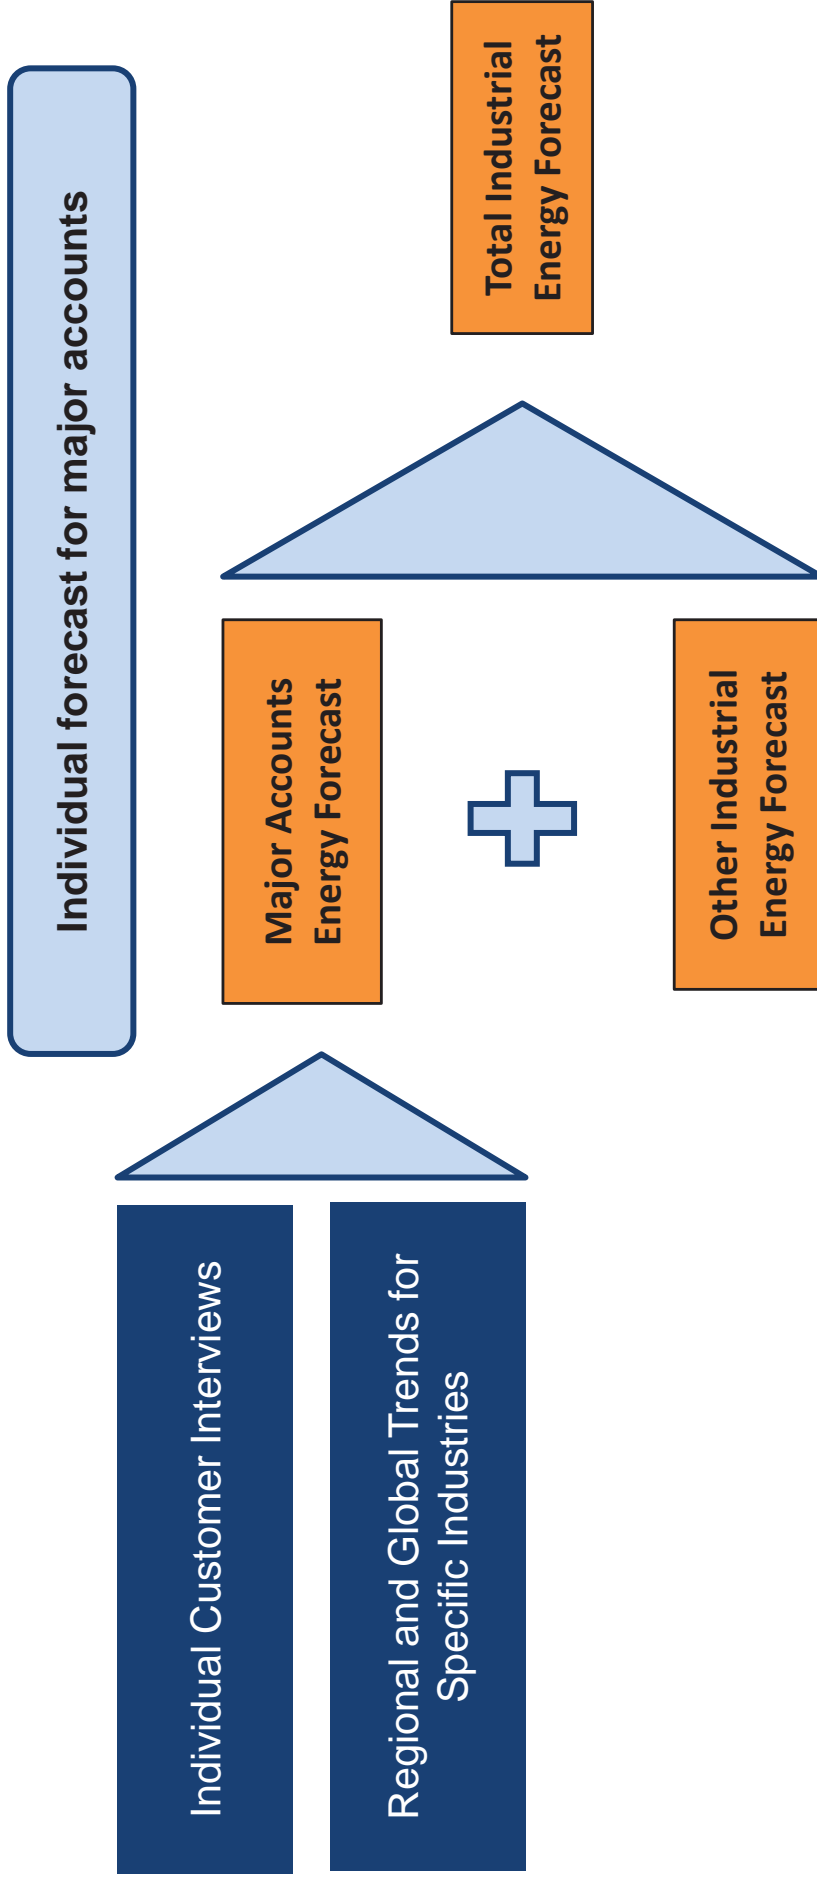 Individual forecast for major accounts
Individual Customer Interviews
Regional and Global Trends for
Specific Industries
Major Accounts
Energy Forecast
Other Industrial
Energy Forecast
Total Industrial
Energy Forecast